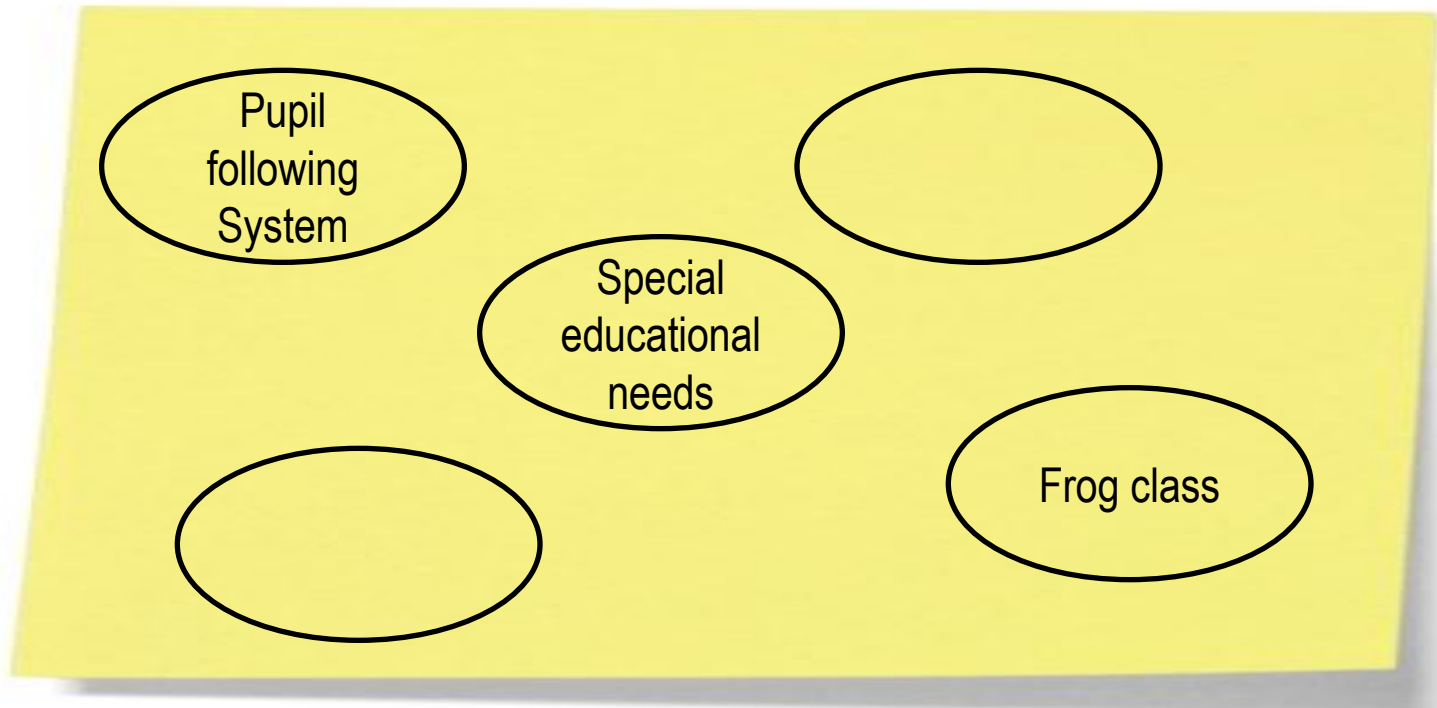 Pupil
following
System
Special
educational
needs
Frog class